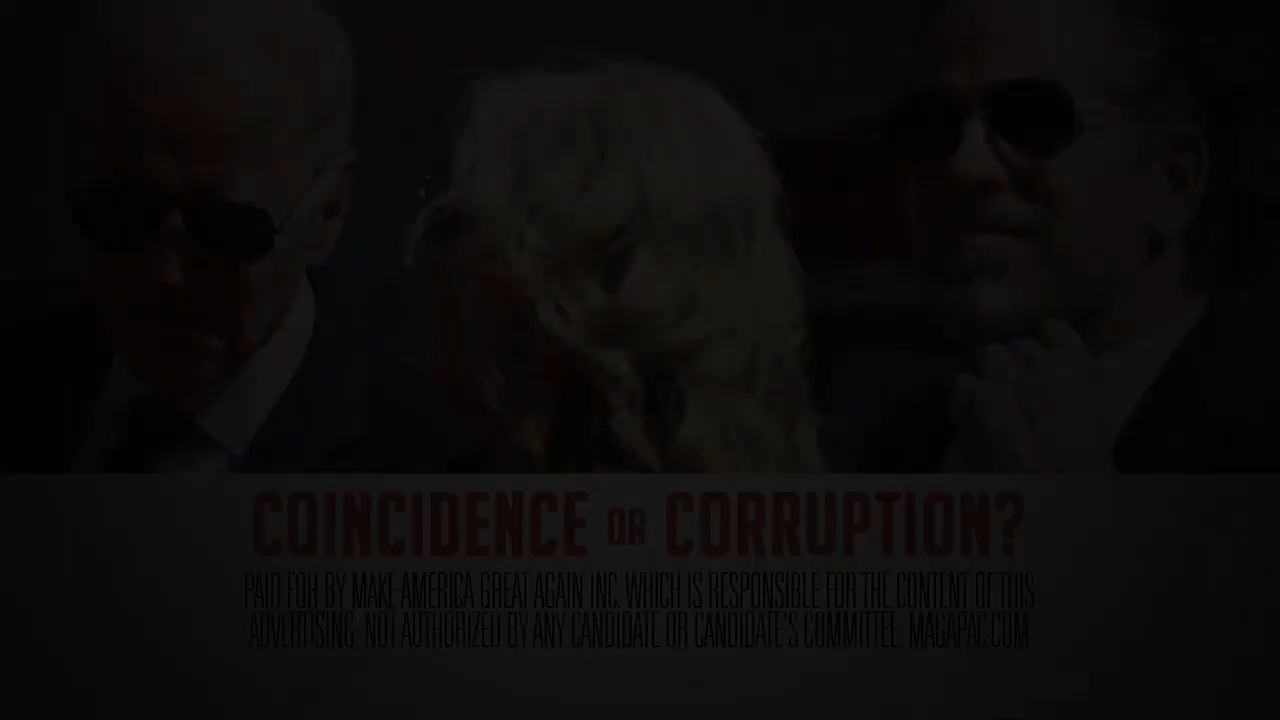 COINCIDENCE OR CORRUPTION?
PAID FOR BY MAKE AMERICA GREAT AGAIN INC. WHICH IS RESPONSIBLE FOR THE CONTENT OF THIS
ADVERTISING. NOT AUTHORIZED BY ANY CANDIDATE OR CANDIDATE'S COMMITTEE. MAGAPAC.COM